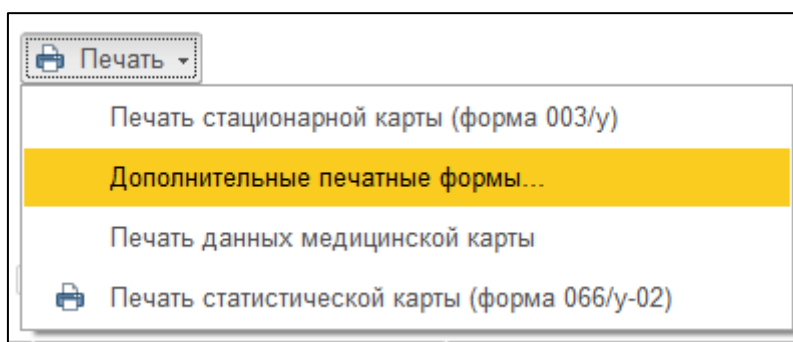 Печать
Печать стационарной карты (форма 003/у)
Дополнительные печатные формы...
Печать данных медицинской карты
Печать статистической карты (форма 066/у-02)